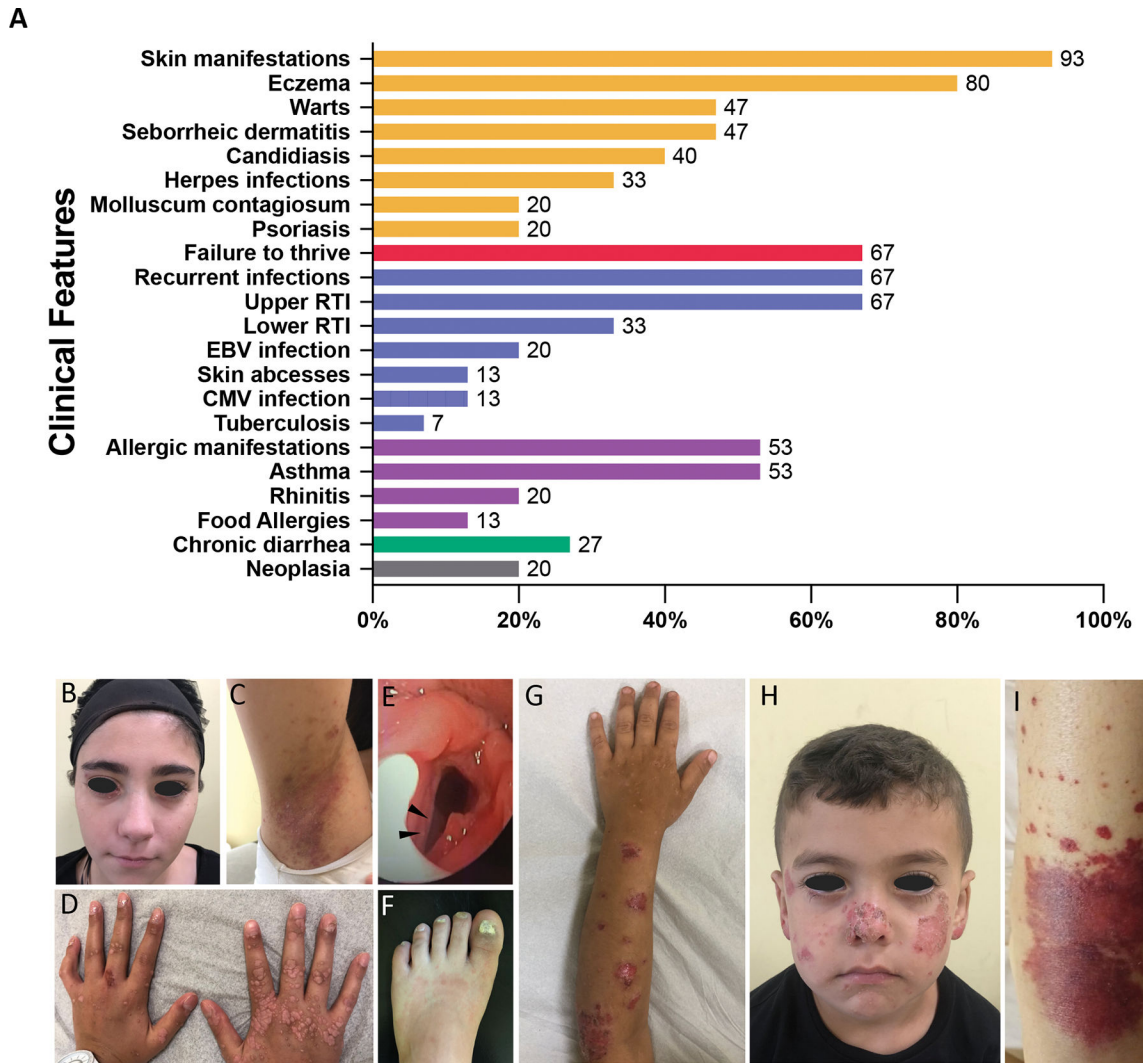 A
Clinical Features
Skin manifestations 93
Eczema 80
Warts 47
Seborrheic dermatitis 47
Candidiasis 40
Herpes infections 33
Molluscum contagiosum 20
Psoriasis 20
Failure to thrive 67
Recurrent infections 67
Upper RTI 67
Lower RTI 33
EBV infection 20
Skin abcesses 13
CMV infection 13
Tuberculosis 7
Allergic manifestations 53
Asthma 53
Rhinitis 20
Food Allergies 13
Chronic diarrhea 27
Neoplasia 20
0% 20% 40% 60% 80% 100%
B
C
E
G
H
I
D
F